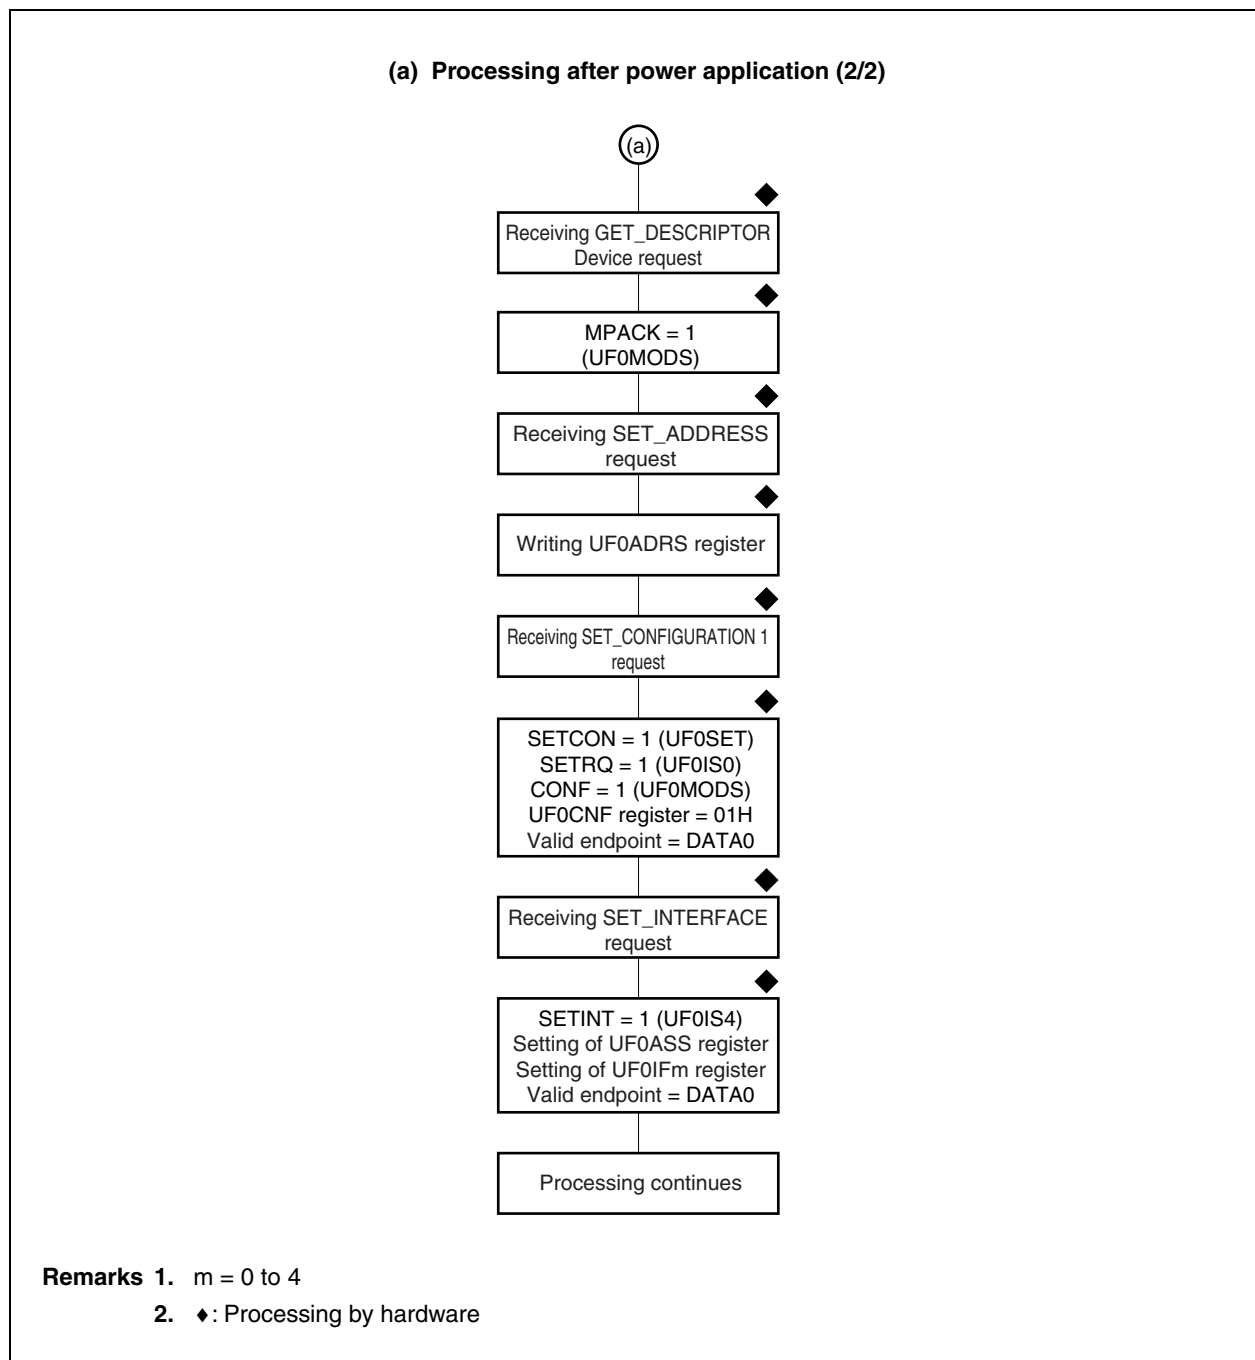 (a) Processing after power application (2/2)
(a)
Receiving GET_DESCRIPTOR
Device request
MPACK = 1
(UF0MODS)
Receiving SET_ADDRESS
request
Writing UF0ADRS register
Receiving SET_CONFIGURATION 1
request
SETCON = 1 (UF0SET)
SETRQ = 1 (UF0IS0)
CONF = 1 (UF0MODS)
UF0CNF register = 01H
Valid endpoint = DATA0
Receiving SET_INTERFACE
request
SETINT = 1 (UF0IS4)
Setting of UF0ASS register
Setting of UF0IFm register
Valid endpoint = DATA0
Processing continues
Remarks 1. m = 0 to 4
2. ♦: Processing by hardware